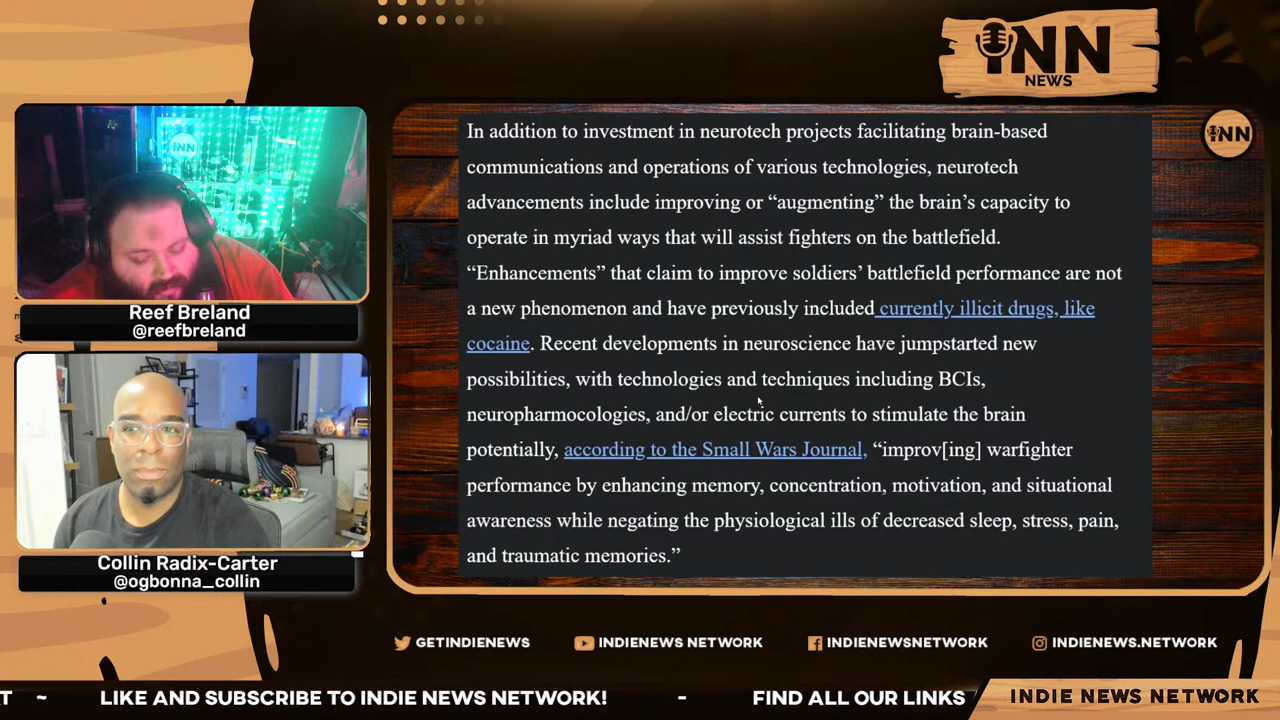 INN
NEWS
INN
In addition to investment in neurotech projects facilitating brain-based
communications and operations of various technologies, neurotech
advancements include improving or “augmenting” the brain’s capacity to
operate in myriad ways that will assist fighters on the battlefield.
“Enhancements” that claim to improve soldiers’ battlefield performance are not
a new phenomenon and have previously included currently illicit drugs, like
cocaine. Recent developments in neuroscience have jumpstarted new
possibilities, with technologies and techniques including BCIs,
neuropharmocologies, and/or electric currents to stimulate the brain
potentially, according to the Small Wars Journal, “improv[ing] warfighter
performance by enhancing memory, concentration, motivation, and situational
awareness while negating the physiological ills of decreased sleep, stress, pain,
and traumatic memories.”
INN
Reef Breland
@reefbreland
Collin Radix-Carter
@ogbonna_collin
GETINDIENEWS
INDIENEWS NETWORK
INDIENEWSNETWORK
INDIENEWS.NETWORK
T ~ LIKE AND SUBSCRIBE TO INDIE NEWS NETWORK! - FIND ALL OUR LINKS
INDIE NEWS NETWORK